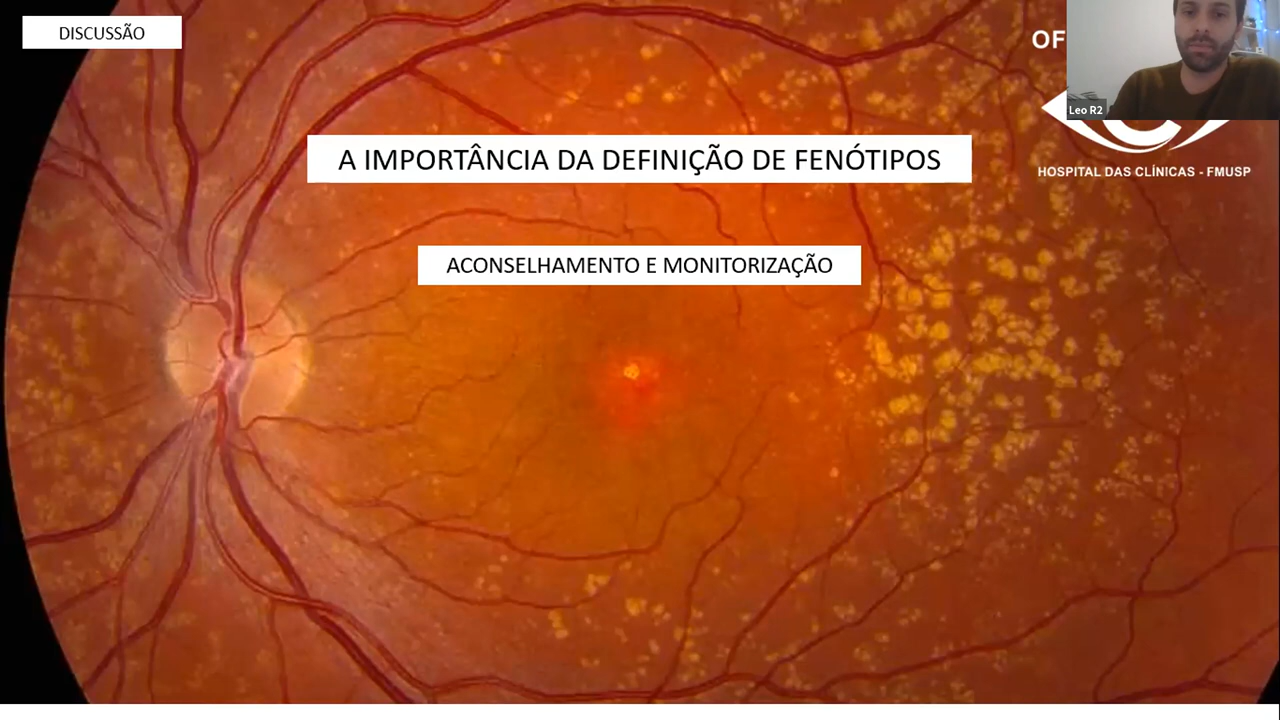 DISCUSSÃO
OF
Leo R2
A IMPORTÂNCIA DA DEFINIÇÃO DE FENÓTIPOS
HOSPITAL DAS CLÍNICAS - FMUSP
ACONSELHAMENTO E MONITORIZAÇÃO